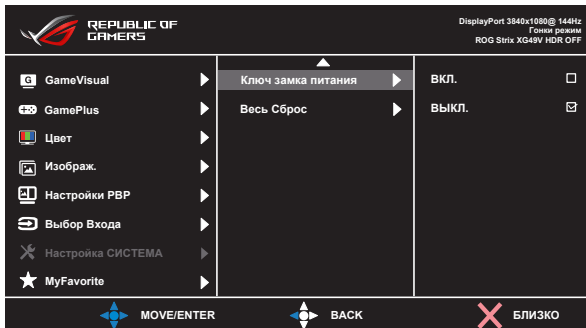 REPUBLIC OF
GAMERS
DisplayPort 3840x1080@ 144Hz
Гонки режим
ROG Strix XG49V HDR OFF
G GameVisual
GamePlus
Цвет
Изображ.
Настройки PBP
Выбор Входа
Настройка СИСТЕМА
MyFavorite
Ключ замка питания
Весь Сброс
ВКЛ.
ВЫКЛ.
MOVE/ENTER
BACK
БЛИЗКО